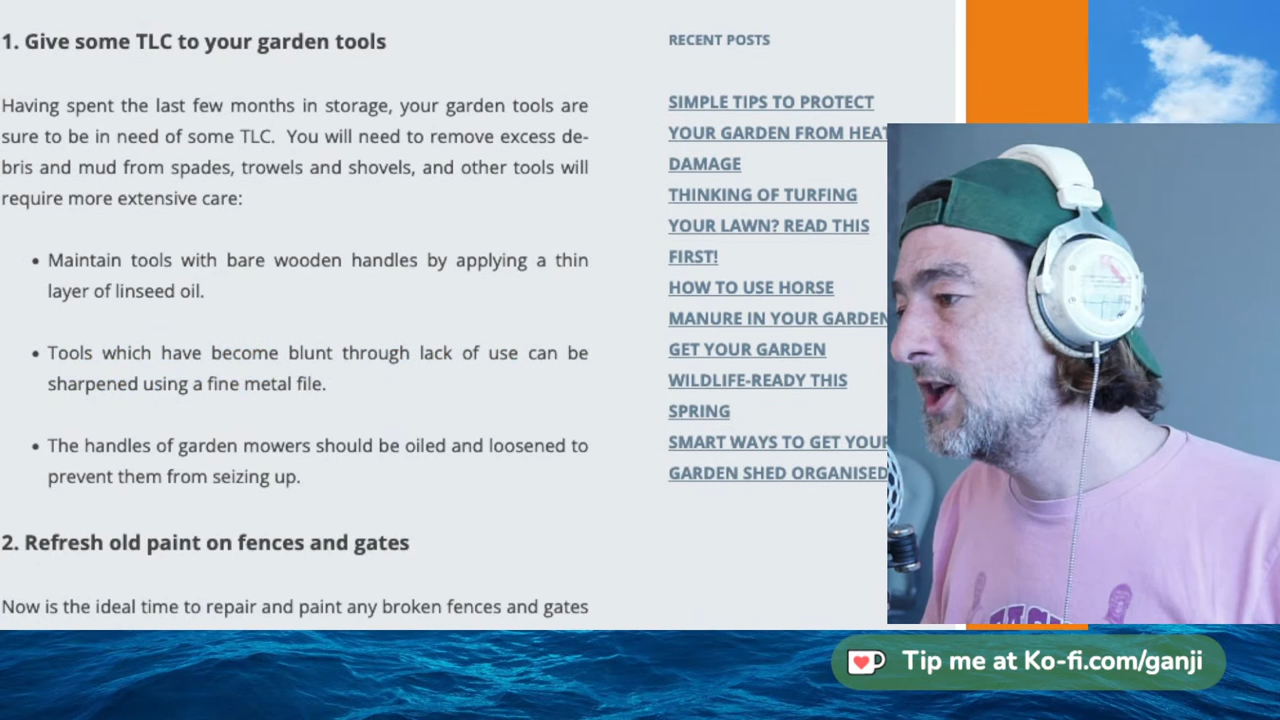 1. Give some TLC to your garden tools
Having spent the last few months in storage, your garden tools are
sure to be in need of some TLC. You will need to remove excess de-
bris and mud from spades, trowels and shovels, and other tools will
require more extensive care:
• Maintain tools with bare wooden handles by applying a thin
layer of linseed oil.
• Tools which have become blunt through lack of use can be
sharpened using a fine metal file.
• The handles of garden mowers should be oiled and loosened to
prevent them from seizing up.
2. Refresh old paint on fences and gates
Now is the ideal time to repair and paint any broken fences and gates
RECENT POSTS
SIMPLE TIPS TO PROTECT
YOUR GARDEN FROM HEAT
DAMAGE
THINKING OF TURFING
YOUR LAWN? READ THIS
FIRST!
HOW TO USE HORSE
MANURE IN YOUR GARDEN
GET YOUR GARDEN
WILDLIFE-READY THIS
SPRING
SMART WAYS TO GET YOUR
GARDEN SHED ORGANISED
Tip me at Ko-fi.com/ganji